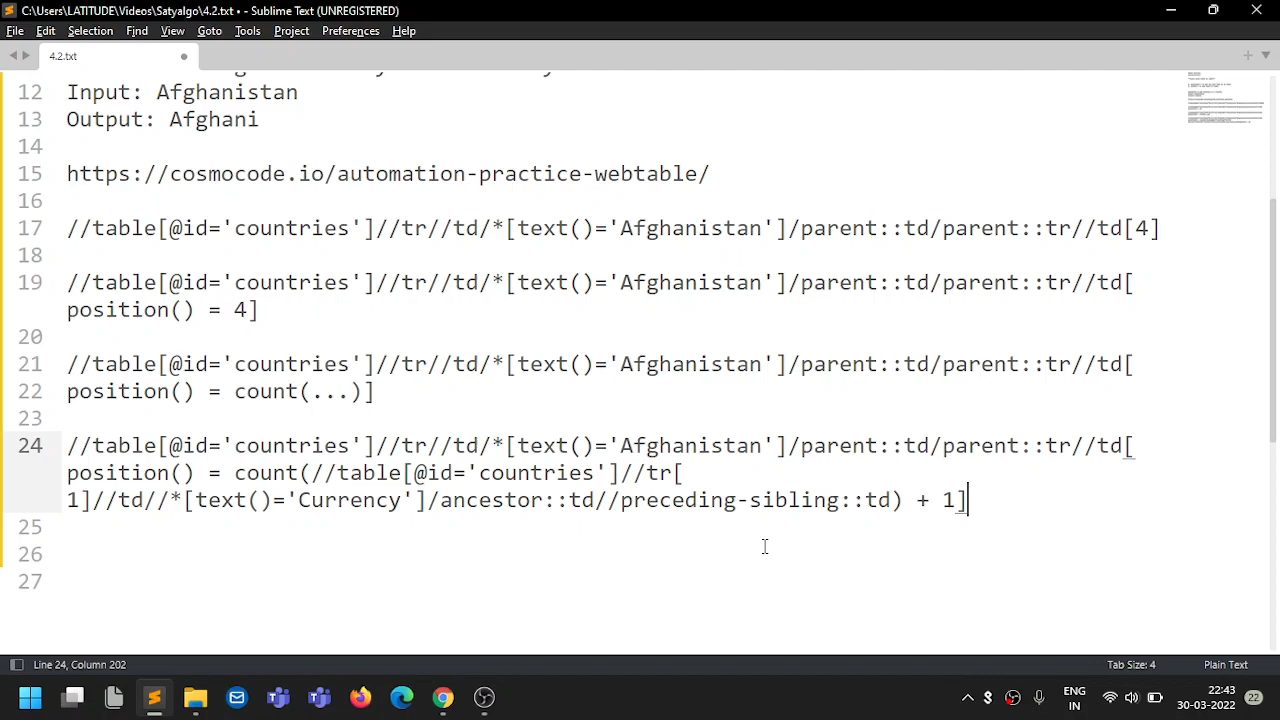 C:\Users\LATITUDE\Videos\Satyalgo\4.2.txt • - Sublime Text (UNREGISTERED)
File Edit Selection Find View Goto Tools Project Preferences Help
4.2.txt
12 Input: Afghanistan
13 Output: Afghani
14
15 https://cosmocode.io/automation-practice-webtable/
16
17 //table[@id='countries']//tr//td/*[text()='Afghanistan']/parent::td/parent::tr//td[4]
18
19 //table[@id='countries']//tr//td/*[text()='Afghanistan']/parent::td/parent::tr//td[
position() = 4]
20
21 //table[@id='countries']//tr//td/*[text()='Afghanistan']/parent::td/parent::tr//td[
22 position() = count(...)]
23
24 //table[@id='countries']//tr//td/*[text()='Afghanistan']/parent::td/parent::tr//td[
position() = count(//table[@id='countries']//tr[
1]//td//*[text()='Currency']/ancestor::td//preceding-sibling::td) + 1]
25
26
27
Line 24, Column 202 Tab Size: 4 Plain Text
ENG 22:43
IN 30-03-2022 22